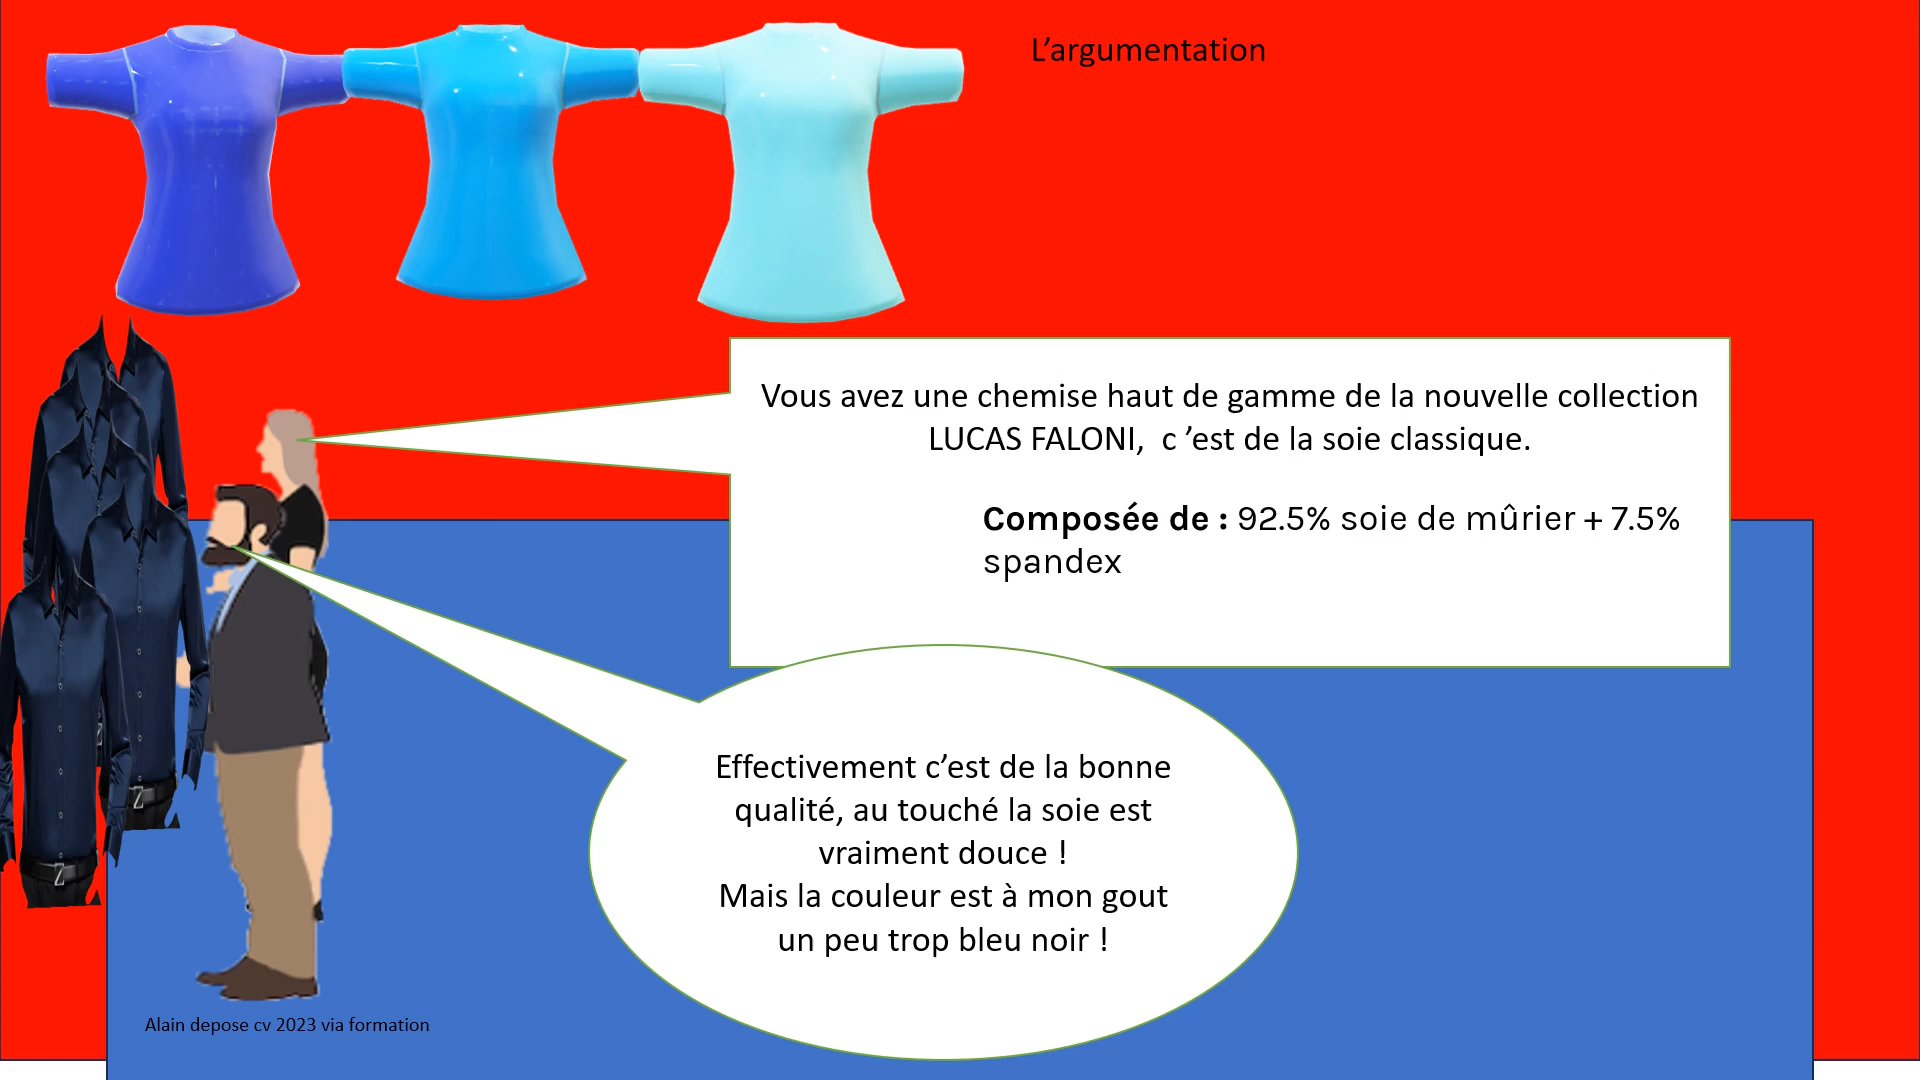 L’argumentation
Vous avez une chemise haut de gamme de la nouvelle collection
LUCAS FALONI,  c ’est de la soie classique.
Composée de : 92.5% soie de mûrier + 7.5%
spandex
Effectivement c’est de la bonne
qualité, au touché la soie est
vraiment douce !
Mais la couleur est à mon gout
un peu trop bleu noir !
Alain depose cv 2023 via formation